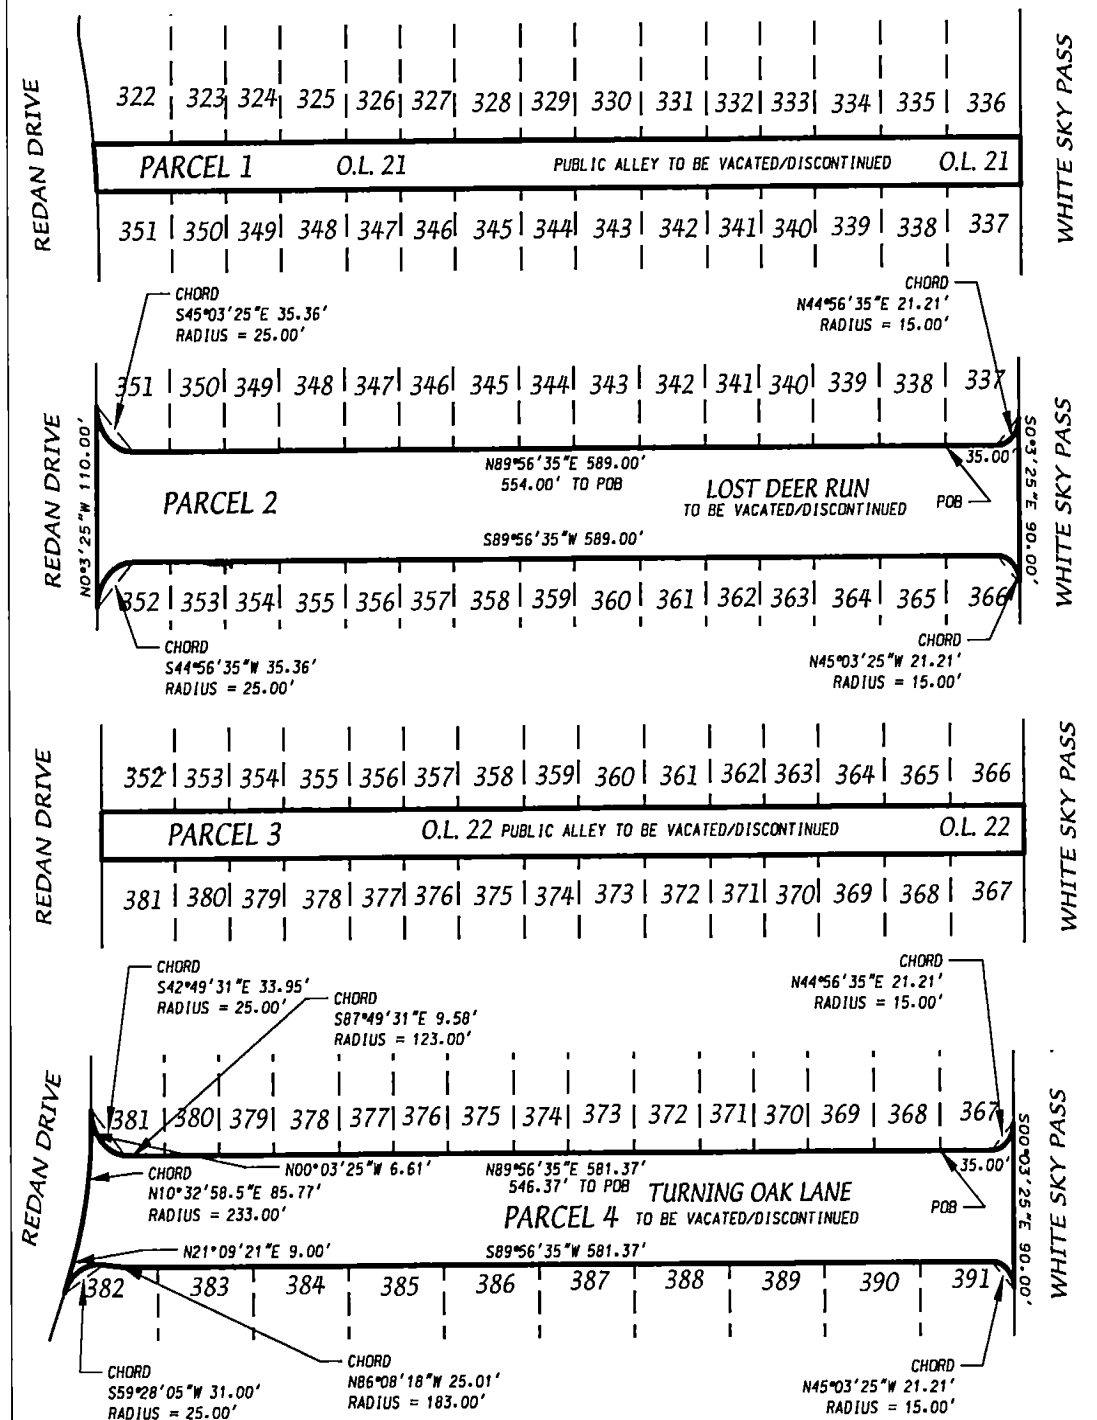 REDAN DRIVE
322 323 324 325 326 327 328 329 330 331 332 333 334 335 336
WHITE SKY PASS
PARCEL 1 O.L. 21 PUBLIC ALLEY TO BE VACATED/DISCONTINUED O.L. 21
351 350 349 348 347 346 345 344 343 342 341 340 339 338 337
CHORD
S45°03'25"E 35.36'
RADIUS = 25.00'
CHORD
N44°56'35"E 21.21'
RADIUS = 15.00'
351 350 349 348 347 346 345 344 343 342 341 340 339 338 337
REDAN DRIVE
N0°3'25"W 110.00'
N89°56'35"E 589.00'
554.00' TO POB
35.00'
PARCEL 2
LOST DEER RUN
TO BE VACATED/DISCONTINUED
POB
S0°3'25"E 90.00'
WHITE SKY PASS
S89°56'35"W 589.00'
352 353 354 355 356 357 358 359 360 361 362 363 364 365 366
CHORD
S44°56'35"W 35.36'
RADIUS = 25.00'
CHORD
N45°03'25"W 21.21'
RADIUS = 15.00'
REDAN DRIVE
352 353 354 355 356 357 358 359 360 361 362 363 364 365 366
WHITE SKY PASS
PARCEL 3 O.L. 22 PUBLIC ALLEY TO BE VACATED/DISCONTINUED O.L. 22
381 380 379 378 377 376 375 374 373 372 371 370 369 368 367
CHORD
S42°49'31"E 33.95'
RADIUS = 25.00'
CHORD
S87°49'31"E 9.58'
RADIUS = 123.00'
CHORD
N44°56'35"E 21.21'
RADIUS = 15.00'
REDAN DRIVE
381 380 379 378 377 376 375 374 373 372 371 370 369 368 367
N00°03'25"W 6.61'
N89°56'35"E 581.37'
546.37' TO POB
35.00'
CHORD
N10°32'58.5"E 85.77'
RADIUS = 233.00'
TURNING OAK LANE
PARCEL 4 TO BE VACATED/DISCONTINUED
POB
S00°03'25"E 90.00'
WHITE SKY PASS
N21°09'21"E 9.00'
S89°56'35"W 581.37'
382 383 384 385 386 387 388 389 390 391
CHORD
S59°28'05"W 31.00'
RADIUS = 25.00'
CHORD
N86°08'18"W 25.01'
RADIUS = 183.00'
CHORD
N45°03'25"W 21.21'
RADIUS = 15.00'